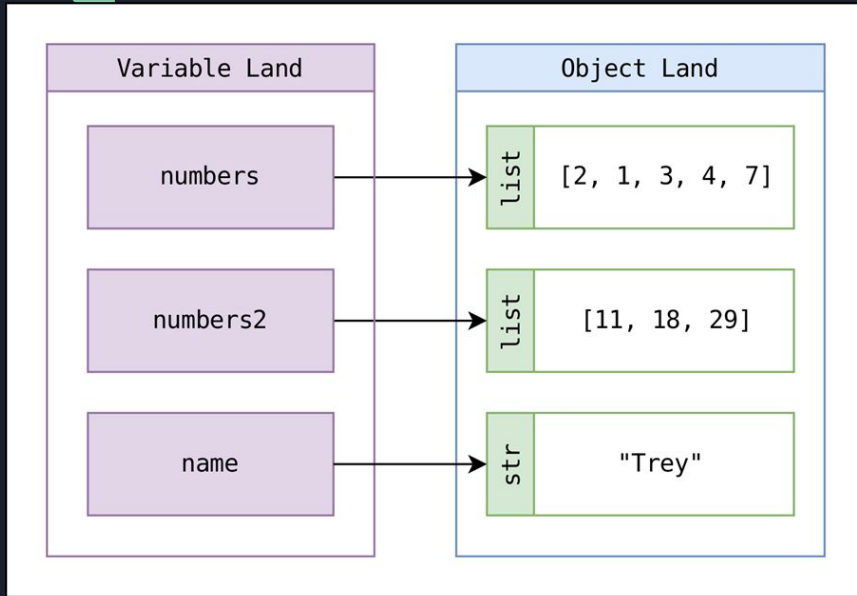 Variable Land
Object Land
numbers
list
[2, 1, 3, 4, 7]
numbers2
list
[11, 18, 29]
name
str
"Trey"